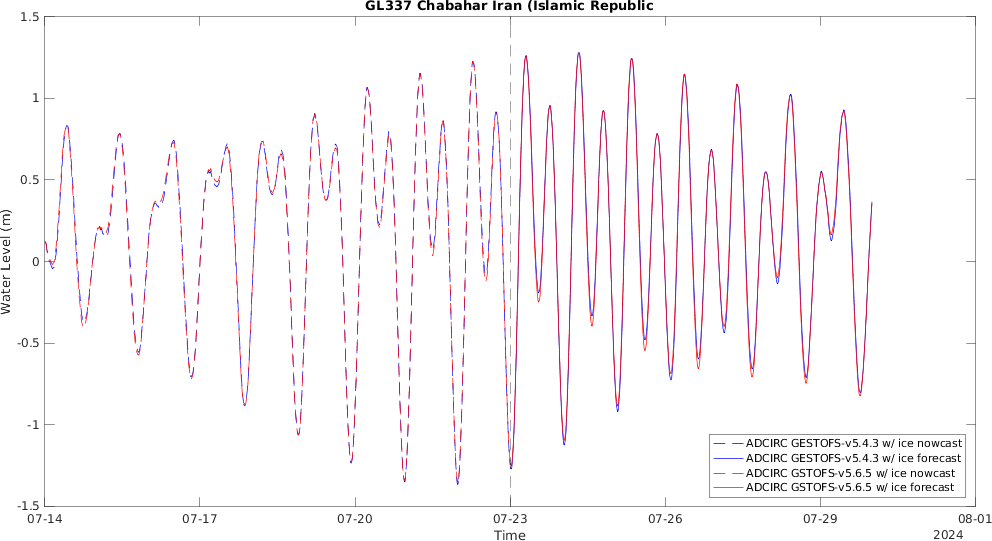 GL337 Chabahar Iran (Islamic Republic
1.5
1
0.5
0
-0.5
-1
-1.5
Water Level (m)
07-14
07-17
07-20
07-23
07-26
07-29
08-01
Time
2024
ADCIRC GESTOFS-v5.4.3 w/ ice nowcast
ADCIRC GESTOFS-v5.4.3 w/ ice forecast
ADCIRC GSTOFS-v5.6.5 w/ ice nowcast
ADCIRC GSTOFS-v5.6.5 w/ ice forecast